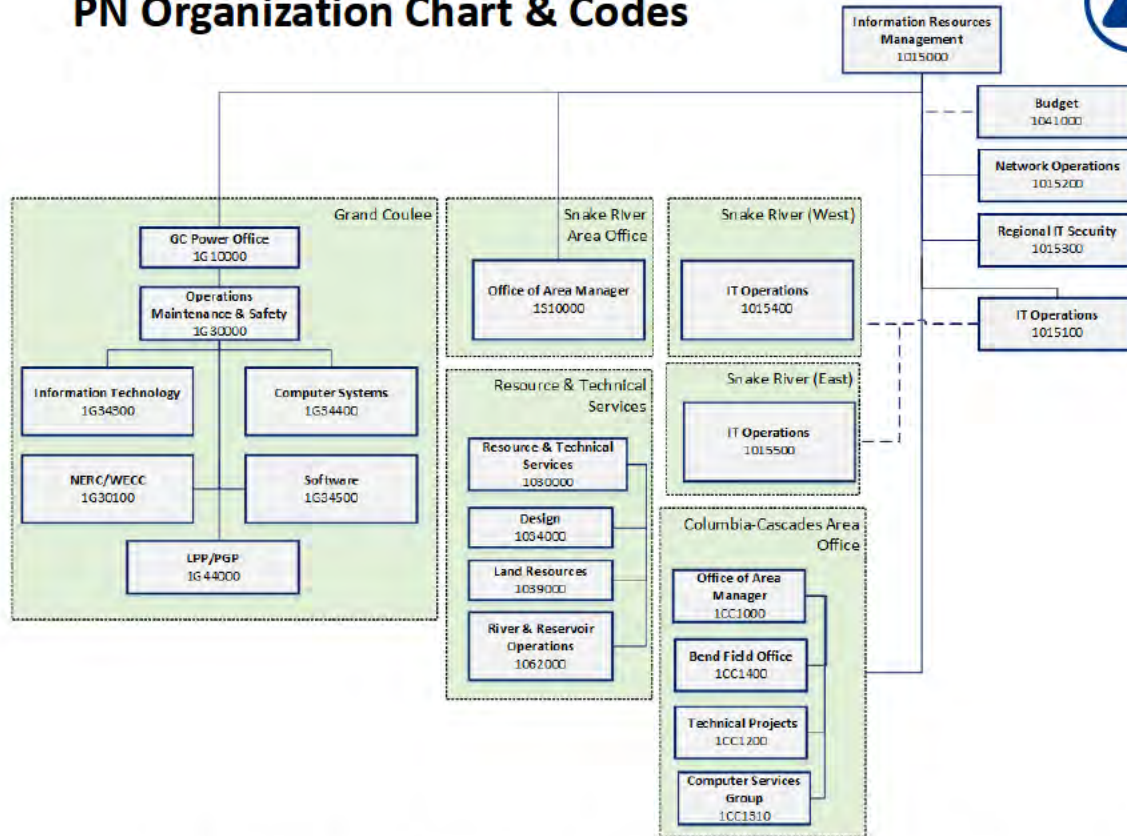 PN Organization Chart & Codes
Information Resources
Management
1015000
Budget
1041000
Network Operations
1015200
Regional IT Security
1015300
IT Operations
1015100
Grand Coulee
GC Power Office
1G10000
Operations
Maintenance & Safety
1G30000
Information Technology
1G34300
Computer Systems
1G34400
NERC/WECC
1G30100
Software
1G34500
LPP/PGP
1G44000
Snake River
Area Office
Office of Area Manager
1S10000
Snake River (West)
IT Operations
1015400
Snake River (East)
IT Operations
1015500
Resource & Technical
Services
Resource & Technical
Services
1030000
Design
1034000
Land Resources
1039000
River & Reservoir
Operations
1062000
Columbia-Cascades Area
Office
Office of Area
Manager
1CC1000
Bend Field Office
1CC1400
Technical Projects
1CC1200
Computer Services
Group
1CC1310